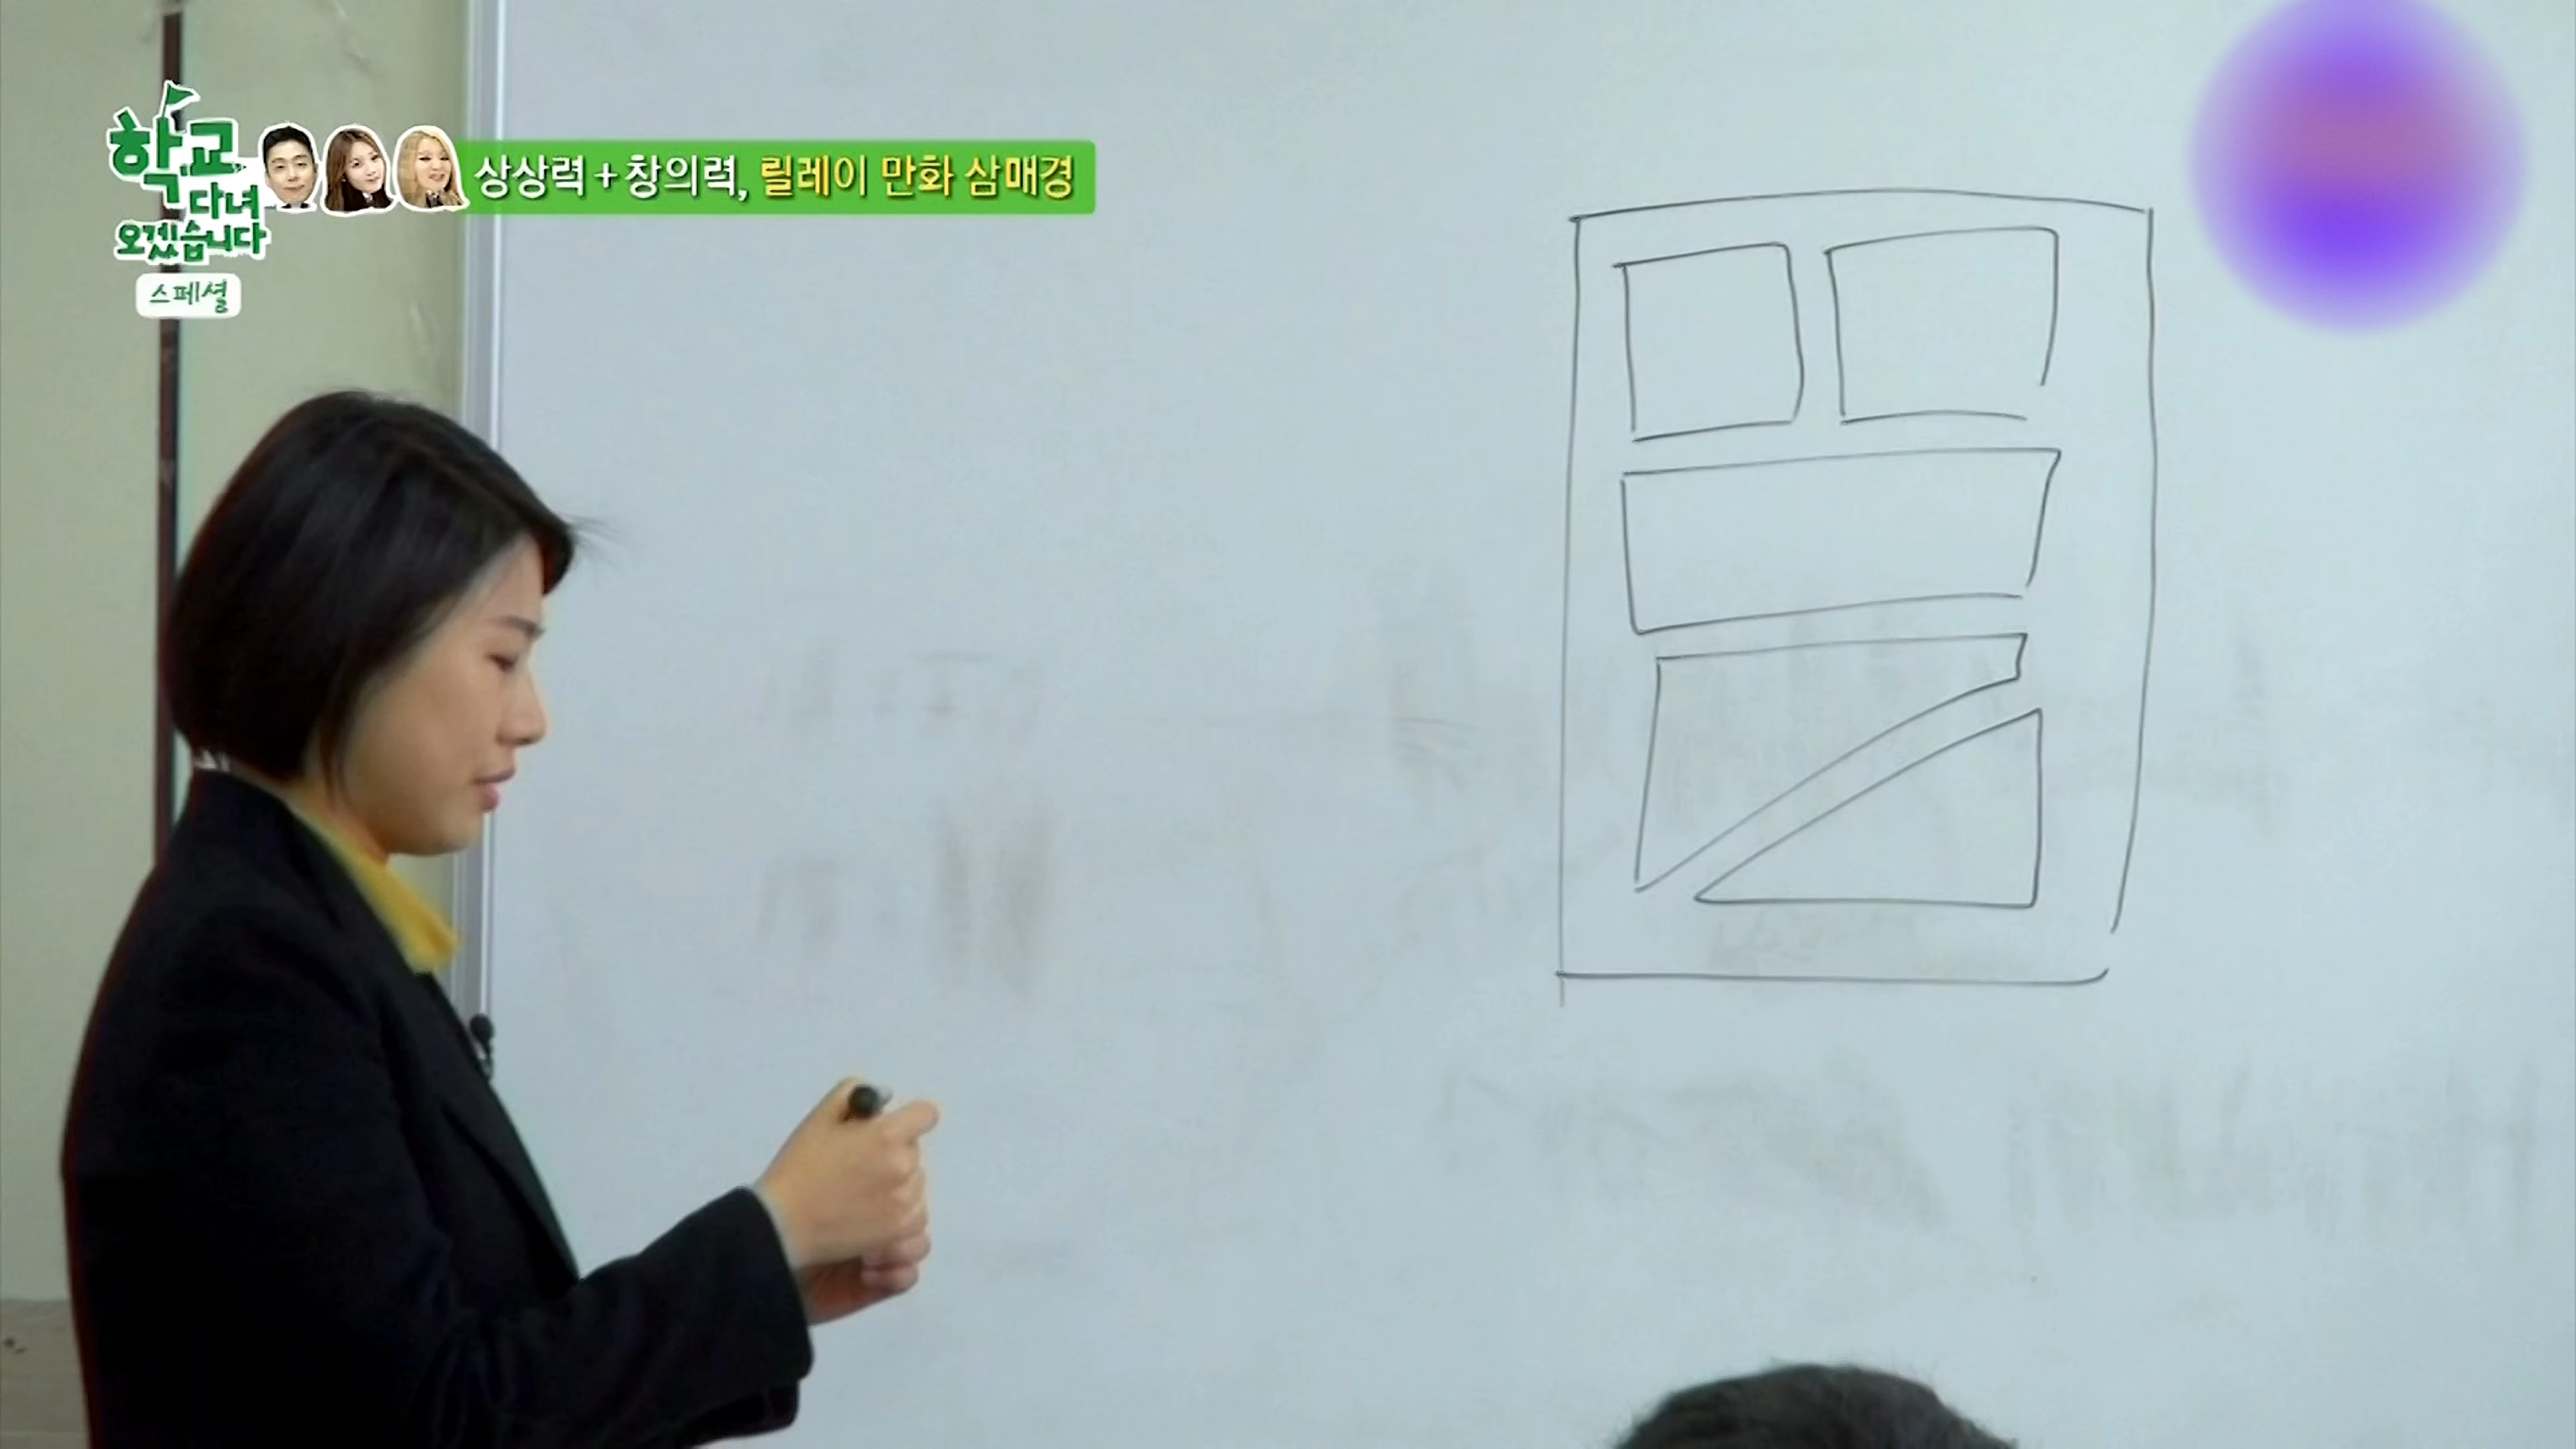 학교
다녀
오겠습니다
스페셜
상상력 + 창의력, 릴레이 만화 삼매경